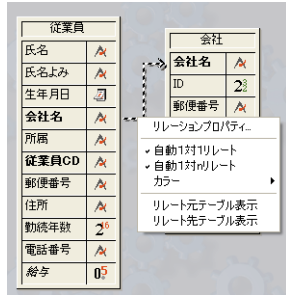 従業員
氏名
氏名よみ
生年月日
会社名
所属
従業員CD
郵便番号
住所
勤続年数
電話番号
給与
会社
会社名
ID
郵便番号
リレーションプロパティ...
自動1対1リレート
自動1対nリレート
カラー
リレート元テーブル表示
リレート先テーブル表示